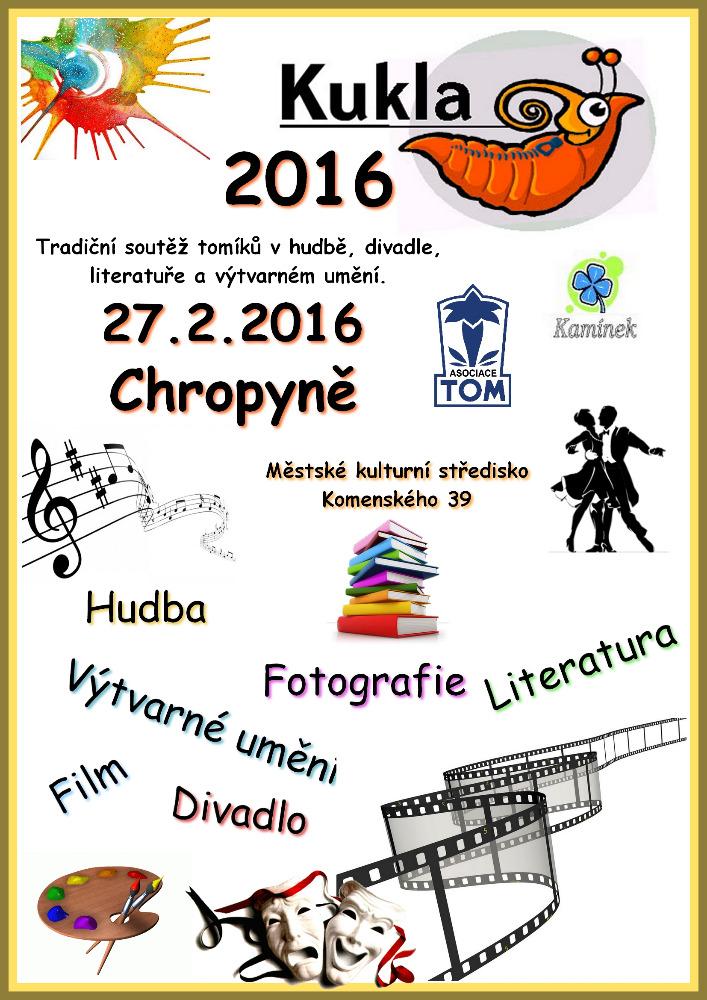 Kukla
2016
Tradiční soutěž tomíků v hudbě, divadle,
literatuře a výtvarném umění.
27.2.2016
Chropyně
Kamínek
ASOCIACE
TOM
Městské kulturní středisko
Komenského 39
Hudba
Fotografie
Literatura
Výtvarné umění
Film
Divadlo